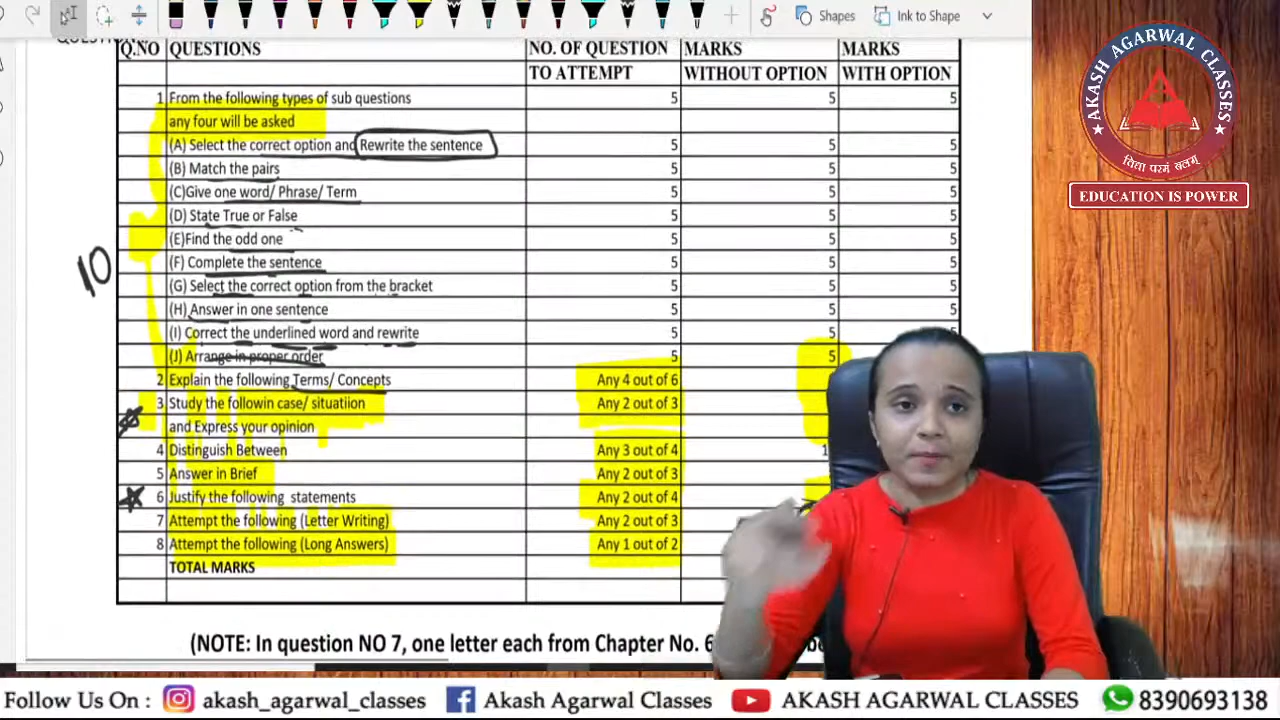 Shapes
Ink to Shape
Q.NO QUESTIONS NO. OF QUESTION MARKS MARKS
TO ATTEMPT WITHOUT OPTION WITH OPTION
1 From the following types of sub questions 5 5 5
any four will be asked
(A) Select the correct option and Rewrite the sentence 5 5 5
(B) Match the pairs 5 5 5
(C)Give one word/ Phrase/ Term 5 5 5
(D) State True or False 5 5 5
(E)Find the odd one 5 5 5
10
(F) Complete the sentence 5 5 5
(G) Select the correct option from the bracket 5 5 5
(H) Answer in one sentence 5 5 5
(I) Correct the underlined word and rewrite 5 5 5
(J) Arrange in proper order 5 5
2 Explain the following Terms/ Concepts Any 4 out of 6
3 Study the followin case/ situatiion Any 2 out of 3
and Express your opinion
4 Distinguish Between Any 3 out of 4 1
5 Answer in Brief Any 2 out of 3
6 Justify the following statements Any 2 out of 4
7 Attempt the following (Letter Writing) Any 2 out of 3
8 Attempt the following (Long Answers) Any 1 out of 2
TOTAL MARKS
(NOTE: In question NO 7, one letter each from Chapter No. 6
AKASH AGARWAL CLASSES
विद्या परमं बलम्
EDUCATION IS POWER
Follow Us On : akash_agarwal_classes Akash Agarwal Classes AKASH AGARWAL CLASSES 8390693138